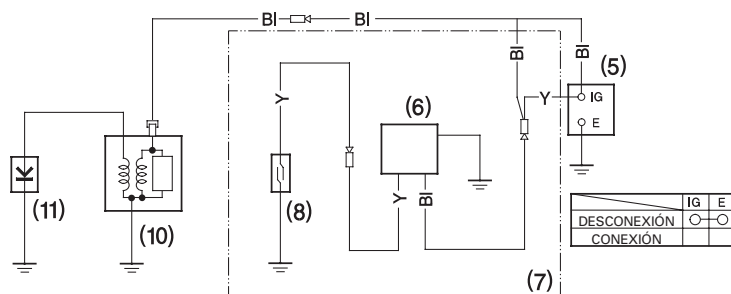 Bl Bl
Bl
Bl
(5)
Y
IG
E
(6)
Y
(8)
Y
Bl
(11)
(10)
(7)
IG E
DESCONEXIÓN
CONEXIÓN